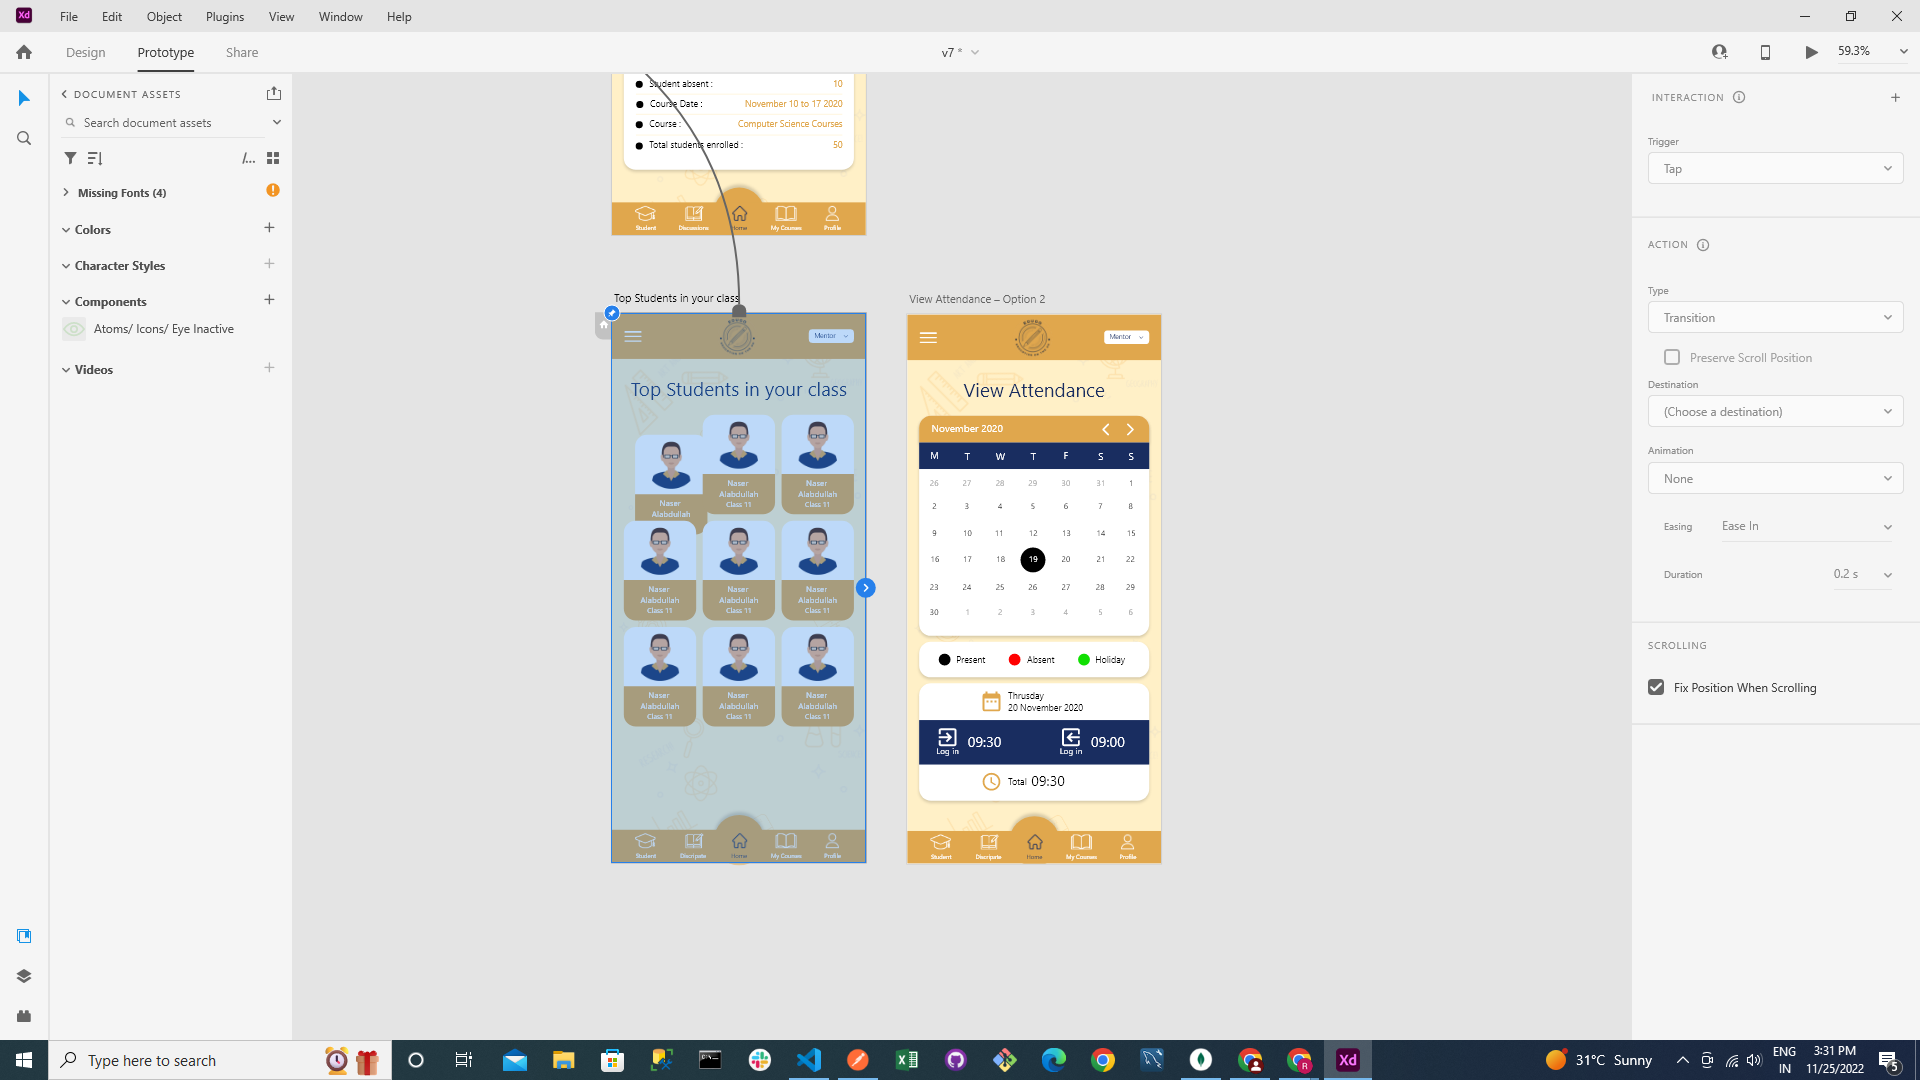 Xd File Edit Object Plugins View Window Help
Design Prototype Share
v7 *
59.3%
DOCUMENT ASSETS
Search document assets
/...
Missing Fonts (4)
Colors
Character Styles
Components
Atoms/ Icons/ Eye Inactive
Videos
Student absent : 10
Course Date : November 10 to 17 2020
Course : Computer Science Courses
Total students enrolled : 50
Student Discussions Home My Courses Profile
Top Students in your class
Mentor
Top Students in your class
Naser
Alabdullah
Naser
Alabdullah
Class 11
Naser
Alabdullah
Class 11
Naser
Alabdullah
Class 11
Naser
Alabdullah
Class 11
Naser
Alabdullah
Class 11
Naser
Alabdullah
Class 11
Naser
Alabdullah
Class 11
Naser
Alabdullah
Class 11
Student Discripate Home My Courses Profile
View Attendance – Option 2
Mentor
View Attendance
November 2020
M T W T F S S
26 27 28 29 30 31 1
2 3 4 5 6 7 8
9 10 11 12 13 14 15
16 17 18 19 20 21 22
23 24 25 26 27 28 29
30 1 2 3 4 5 6
Present Absent Holiday
Thrusday
20 November 2020
Log in 09:30 Log in 09:00
Total 09:30
Student Discripate Home My Courses Profile
INTERACTION
Trigger
Tap
ACTION
Type
Transition
Preserve Scroll Position
Destination
(Choose a destination)
Animation
None
Easing Ease In
Duration 0.2 s
SCROLLING
Fix Position When Scrolling
Type here to search
R
Xd
31°C Sunny
ENG
IN
3:31 PM
11/25/2022
5